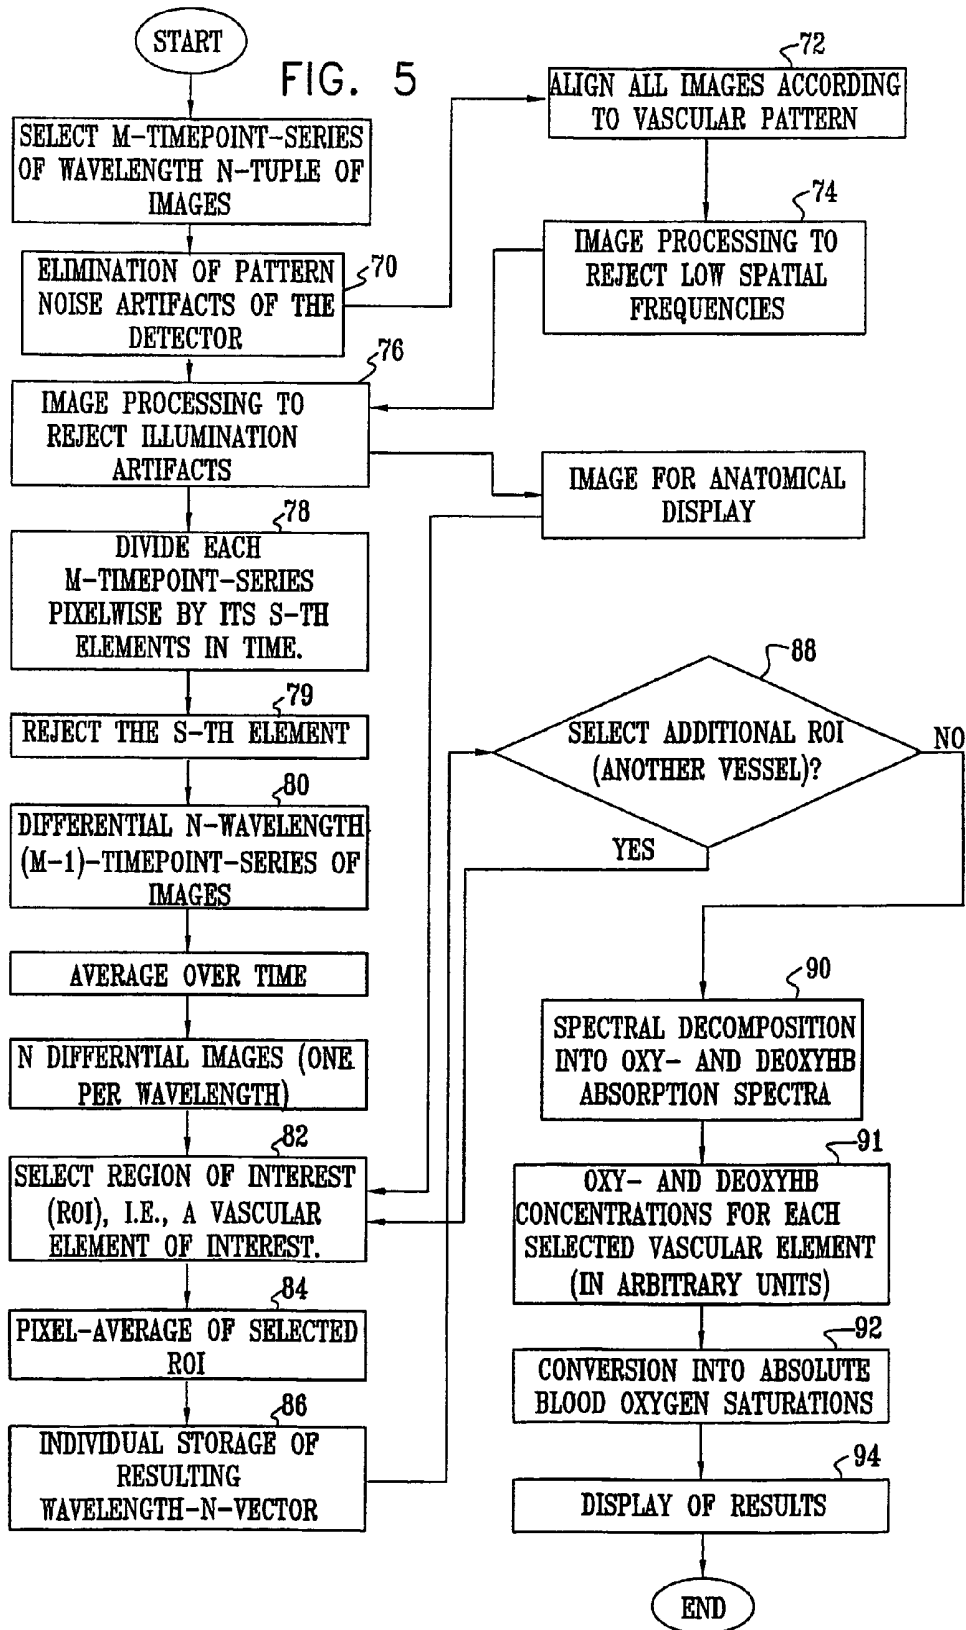 START
FIG. 5
SELECT M-TIMEPOINT-SERIES
OF WAVELENGTH N-TUPLE OF
IMAGES
70
ELIMINATION OF PATTERN
NOISE ARTIFACTS OF THE
DETECTOR
72
ALIGN ALL IMAGES ACCORDING
TO VASCULAR PATTERN
74
IMAGE PROCESSING TO
REJECT LOW SPATIAL
FREQUENCIES
76
IMAGE PROCESSING TO
REJECT ILLUMINATION
ARTIFACTS
IMAGE FOR ANATOMICAL
DISPLAY
78
DIVIDE EACH
M-TIMEPOINT-SERIES
PIXELWISE BY ITS S-TH
ELEMENTS IN TIME.
79
REJECT THE S-TH ELEMENT
80
DIFFERENTIAL N-WAVELENGTH
(M-1)-TIMEPOINT-SERIES OF
IMAGES
AVERAGE OVER TIME
N DIFFERNTIAL IMAGES (ONE
PER WAVELENGTH)
82
SELECT REGION OF INTEREST
(ROI), I.E., A VASCULAR
ELEMENT OF INTEREST.
84
PIXEL-AVERAGE OF SELECTED
ROI
86
INDIVIDUAL STORAGE OF
RESULTING
WAVELENGTH-N-VECTOR
88
SELECT ADDITIONAL ROI
(ANOTHER VESSEL)?
NO
YES
90
SPECTRAL DECOMPOSITION
INTO OXY- AND DEOXYHB
ABSORPTION SPECTRA
91
OXY- AND DEOXYHB
CONCENTRATIONS FOR EACH
SELECTED VASCULAR ELEMENT
(IN ARBITRARY UNITS)
92
CONVERSION INTO ABSOLUTE
BLOOD OXYGEN SATURATIONS
94
DISPLAY OF RESULTS
END